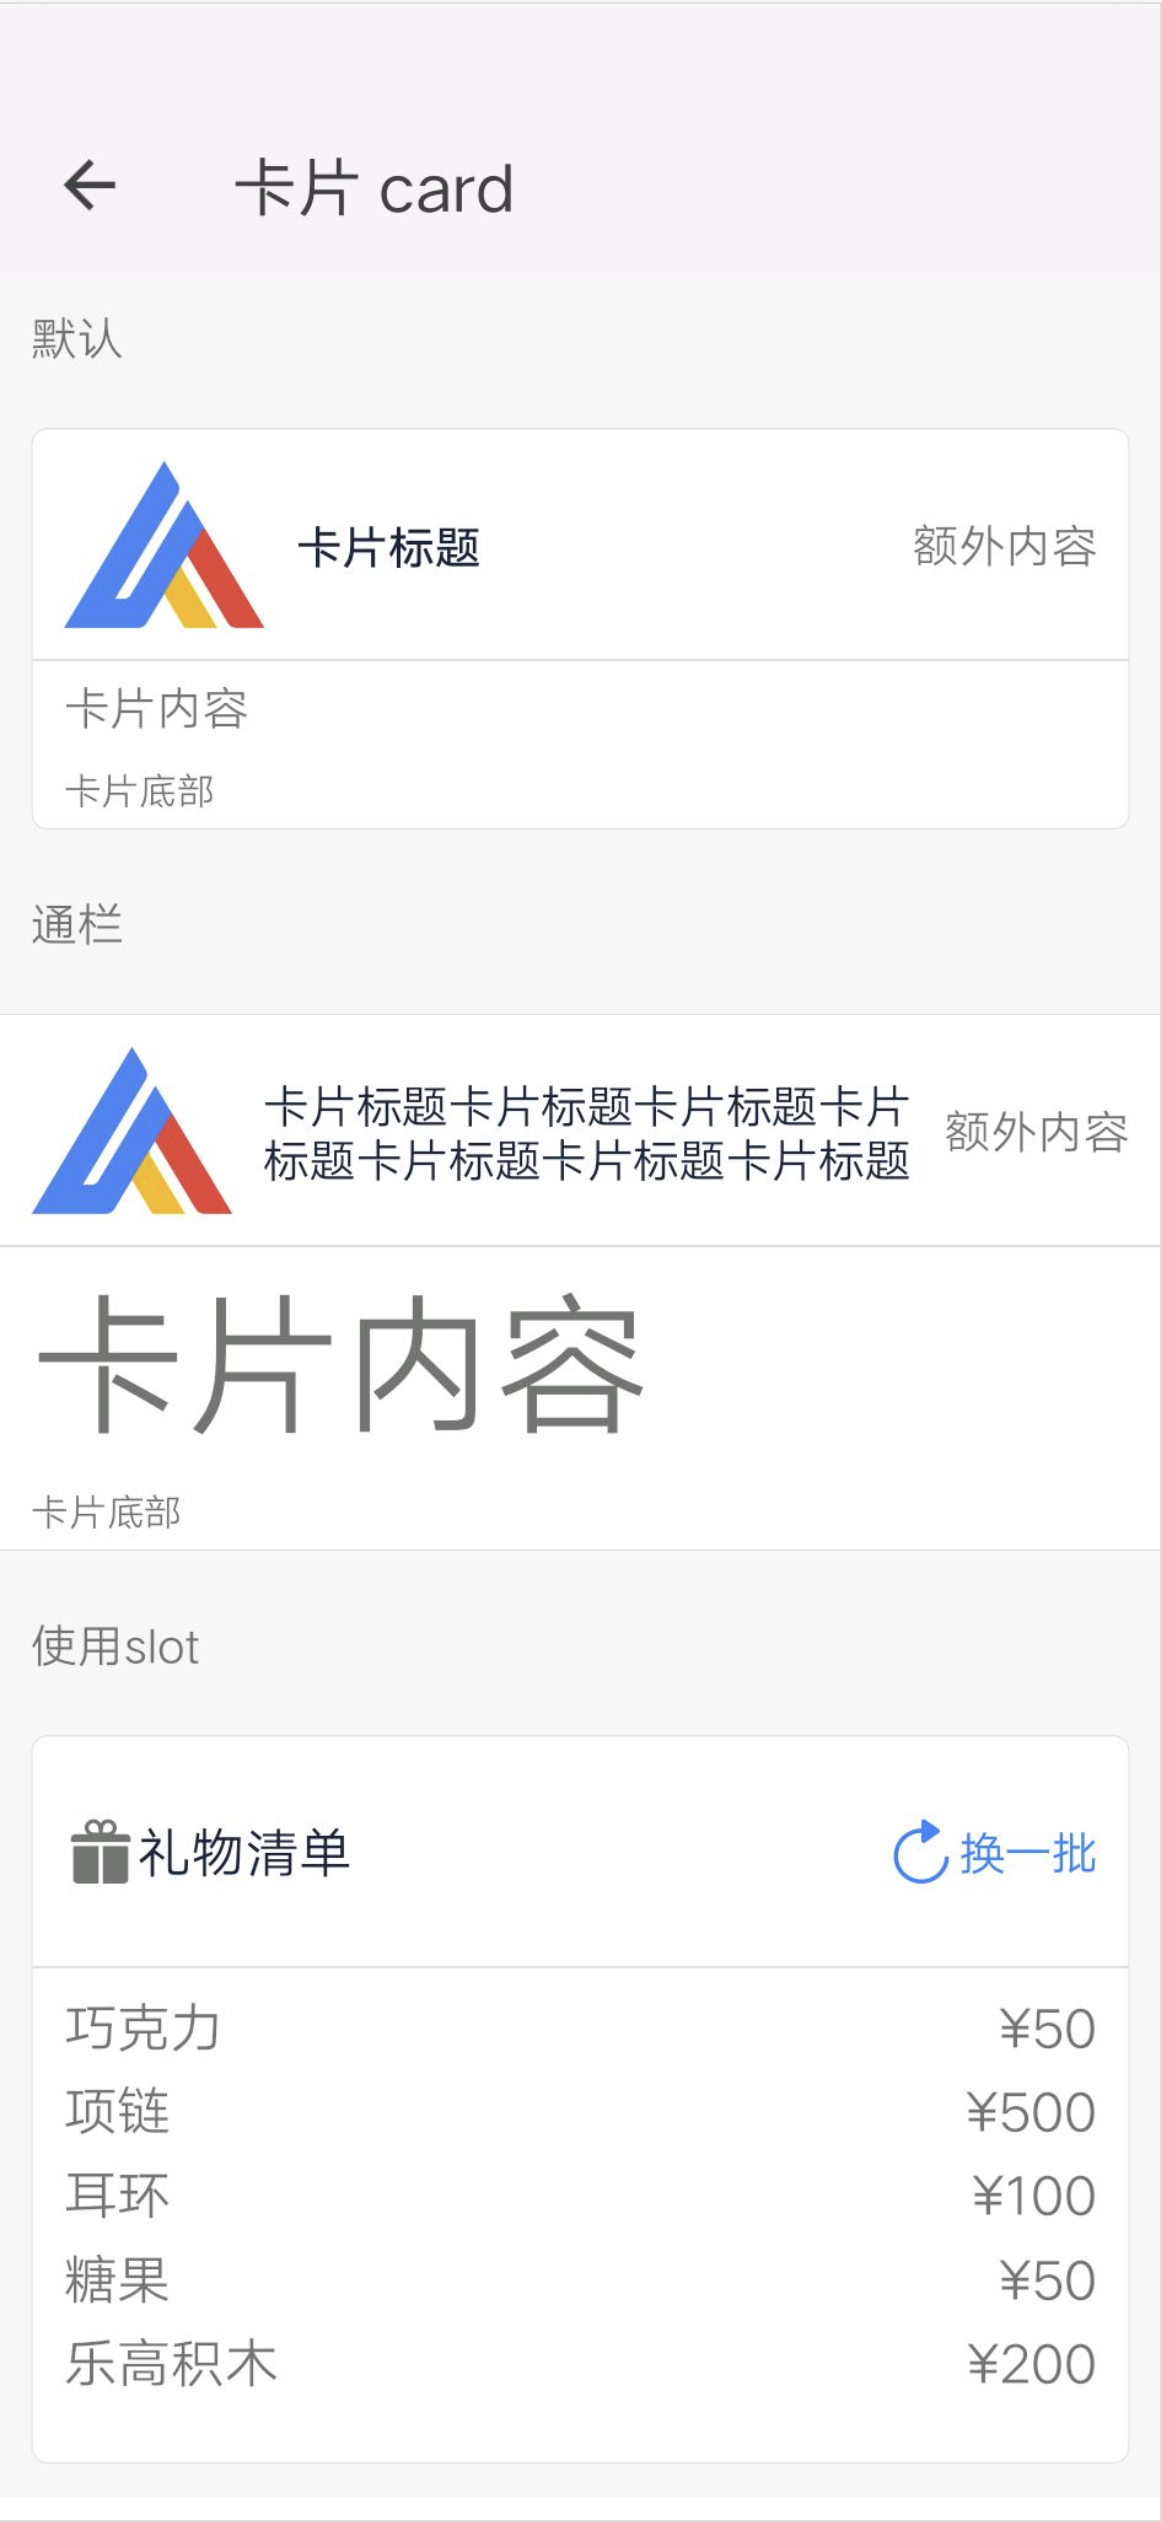 卡片 card
默认
卡片标题
额外内容
卡片内容
卡片底部
通栏
卡片标题卡片标题卡片标题卡片
标题卡片标题卡片标题卡片标题
额外内容
卡片内容
卡片底部
使用slot
礼物清单
换一批
巧克力 ¥50
项链 ¥500
耳环 ¥100
糖果 ¥50
乐高积木 ¥200